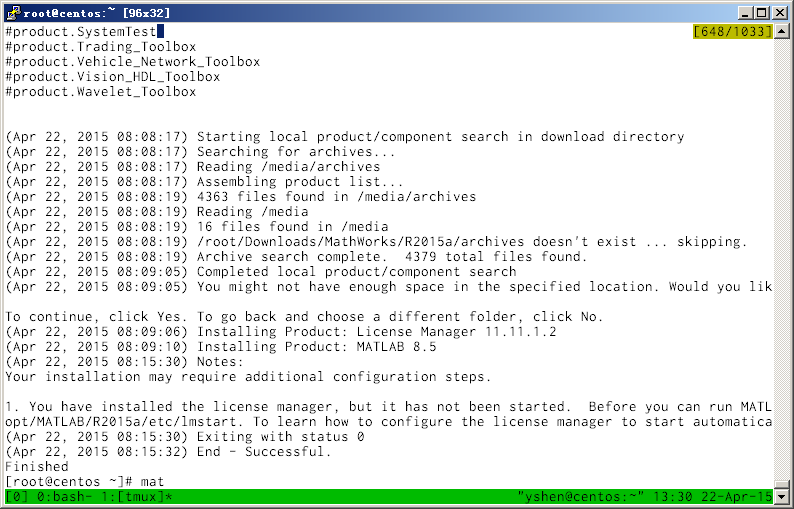 root@centos:~ [96x32]
#product.SystemTest [648/1033]
#product.Trading_Toolbox
#product.Vehicle_Network_Toolbox
#product.Vision_HDL_Toolbox
#product.Wavelet_Toolbox
(Apr 22, 2015 08:08:17) Starting local product/component search in download directory
(Apr 22, 2015 08:08:17) Searching for archives...
(Apr 22, 2015 08:08:17) Reading /media/archives
(Apr 22, 2015 08:08:17) Assembling product list...
(Apr 22, 2015 08:08:19) 4363 files found in /media/archives
(Apr 22, 2015 08:08:19) Reading /media
(Apr 22, 2015 08:08:19) 16 files found in /media
(Apr 22, 2015 08:08:19) /root/Downloads/MathWorks/R2015a/archives doesn't exist ... skipping.
(Apr 22, 2015 08:08:19) Archive search complete.  4379 total files found.
(Apr 22, 2015 08:09:05) Completed local product/component search
(Apr 22, 2015 08:09:05) You might not have enough space in the specified location. Would you lik
To continue, click Yes. To go back and choose a different folder, click No.
(Apr 22, 2015 08:09:06) Installing Product: License Manager 11.11.1.2
(Apr 22, 2015 08:09:10) Installing Product: MATLAB 8.5
(Apr 22, 2015 08:15:30) Notes:
Your installation may require additional configuration steps.
1. You have installed the license manager, but it has not been started.  Before you can run MATL
opt/MATLAB/R2015a/etc/lmstart. To learn how to configure the license manager to start automatica
(Apr 22, 2015 08:15:30) Exiting with status 0
(Apr 22, 2015 08:15:32) End - Successful.
Finished
[root@centos ~]# mat
[0] 0:bash- 1:[tmux]* "yshen@centos:~" 13:30 22-Apr-15